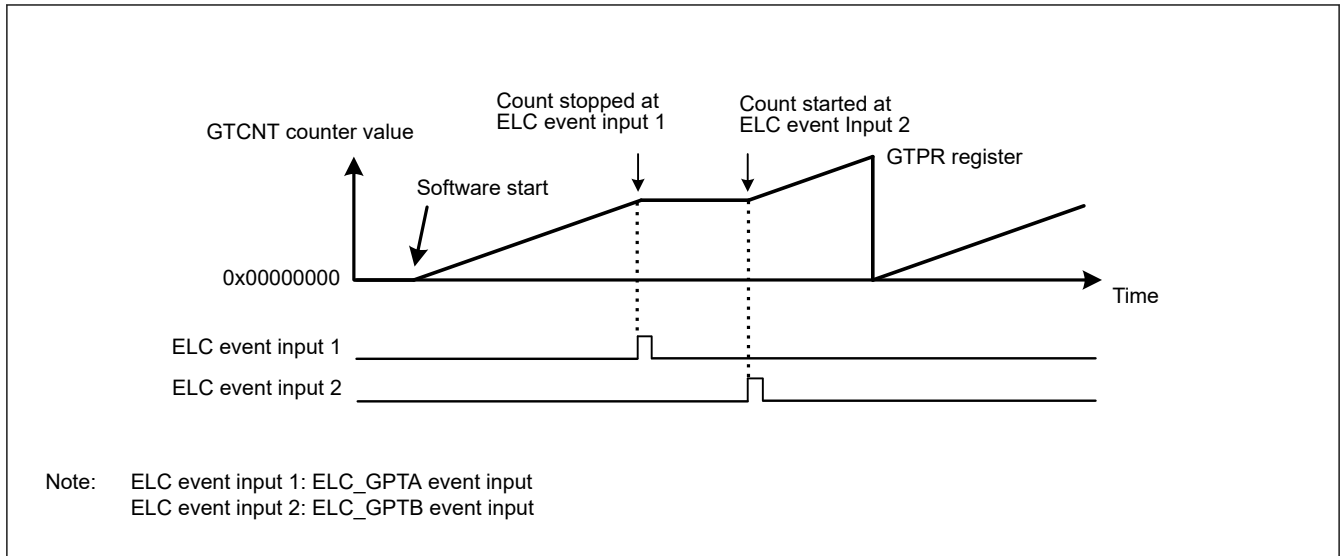 Count stopped at
ELC event input 1
Count started at
ELC event Input 2
GTCNT counter value
GTPR register
Software start
0x00000000
Time
ELC event input 1
ELC event input 2
Note: ELC event input 1: ELC_GPTA event input
ELC event input 2: ELC_GPTB event input